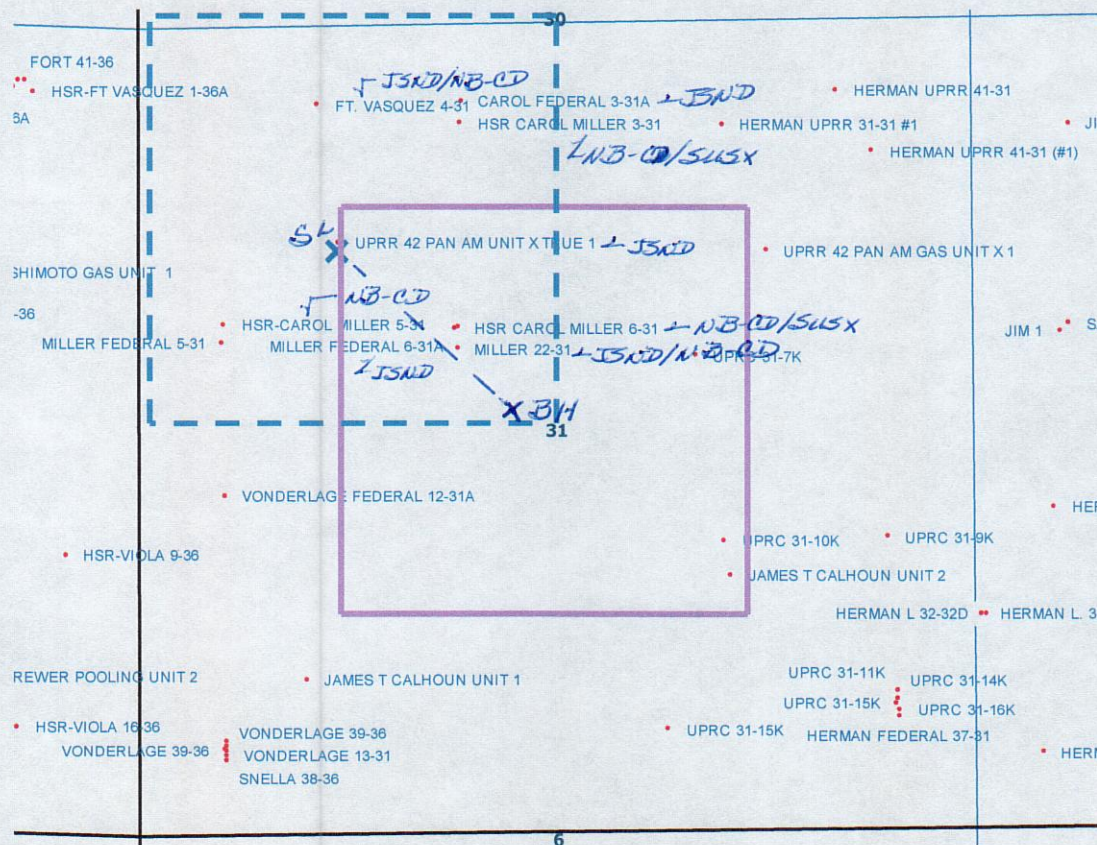 30
FORT 41-36
HSR-FT VASQUEZ 1-36A
6A
JSND/NB-CD
FT. VASQUEZ 4-31
CAROL FEDERAL 3-31A
JSND
HERMAN UPRR 41-31
HSR CAROL MILLER 3-31
HERMAN UPRR 31-31 #1
JI
NB-CD/SUSX
HERMAN UPRR 41-31 (#1)
SL
UPRR 42 PAN AM UNIT X TRUE 1
JSND
UPRR 42 PAN AM GAS UNIT X 1
SHIMOTO GAS UNIT 1
NB-CD
-36
HSR-CAROL MILLER 5-31
HSR CAROL MILLER 6-31
NB-CD/SUSX
JIM 1
MILLER FEDERAL 5-31
MILLER FEDERAL 6-31A
MILLER 22-31
JSND/NB-CD
UPRC 31-7K
JSND
X BH
31
VONDERLAGE FEDERAL 12-31A
HER
HSR-VIOLA 9-36
UPRC 31-10K
UPRC 31-9K
JAMES T CALHOUN UNIT 2
HERMAN L 32-32D
HERMAN L. 3
REWER POOLING UNIT 2
JAMES T CALHOUN UNIT 1
UPRC 31-11K
UPRC 31-14K
UPRC 31-15K
UPRC 31-16K
HSR-VIOLA 16-36
VONDERLAGE 39-36
UPRC 31-15K
HERMAN FEDERAL 37-31
VONDERLAGE 39-36
VONDERLAGE 13-31
HERM
SNELLA 38-36
6